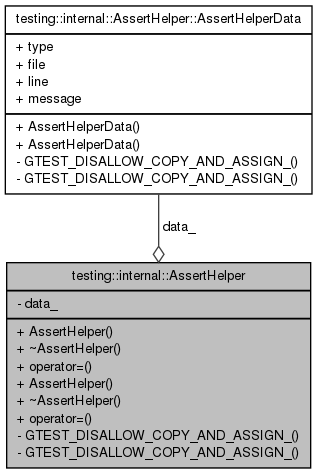 testing::internal::AssertHelper::AssertHelperData
+ type
+ file
+ line
+ message
+ AssertHelperData()
+ AssertHelperData()
- GTEST_DISALLOW_COPY_AND_ASSIGN_()
- GTEST_DISALLOW_COPY_AND_ASSIGN_()
data_
testing::internal::AssertHelper
- data_
+ AssertHelper()
+ ~AssertHelper()
+ operator=()
+ AssertHelper()
+ ~AssertHelper()
+ operator=()
- GTEST_DISALLOW_COPY_AND_ASSIGN_()
- GTEST_DISALLOW_COPY_AND_ASSIGN_()